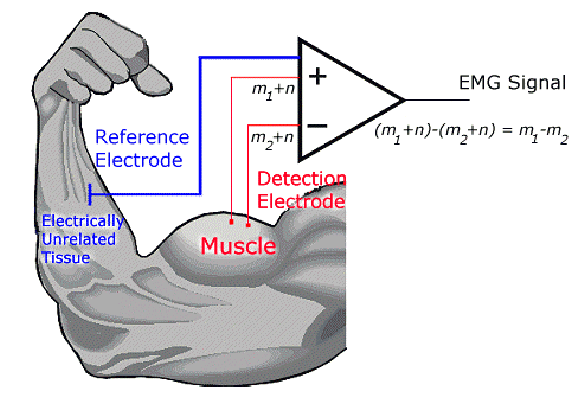 +
m1+n
EMG Signal
m2+n
−
(m1+n)-(m2+n) = m1-m2
Reference
Electrode
Detection
Electrode
Electrically
Unrelated
Tissue
Muscle